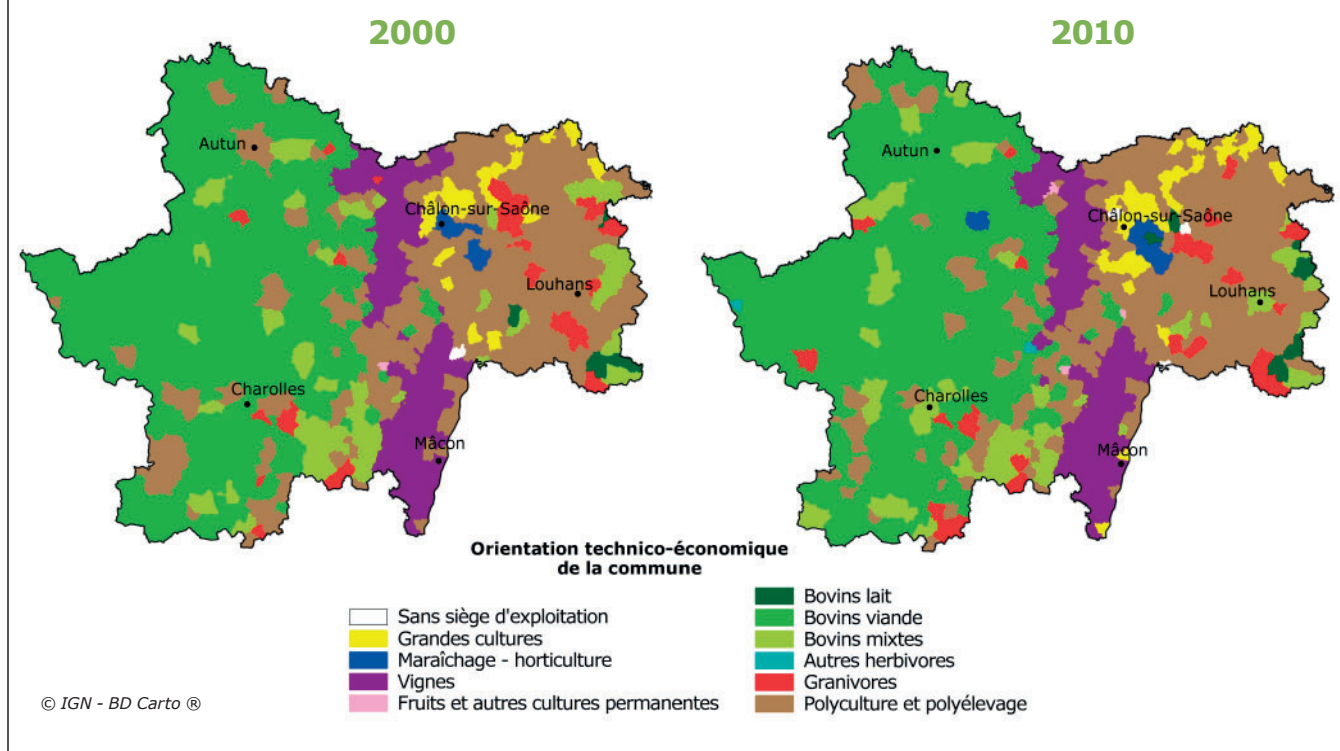 2000
2010
Autun
Châlon-sur-Saône
Louhans
Charolles
Mâcon
Autun
Châlon-sur-Saône
Louhans
Charolles
Mâcon
Orientation technico-économique
de la commune
Sans siège d'exploitation
Grandes cultures
Maraîchage - horticulture
Vignes
Fruits et autres cultures permanentes
Bovins lait
Bovins viande
Bovins mixtes
Autres herbivores
Granivores
Polyculture et polyélevage
© IGN - BD Carto ®